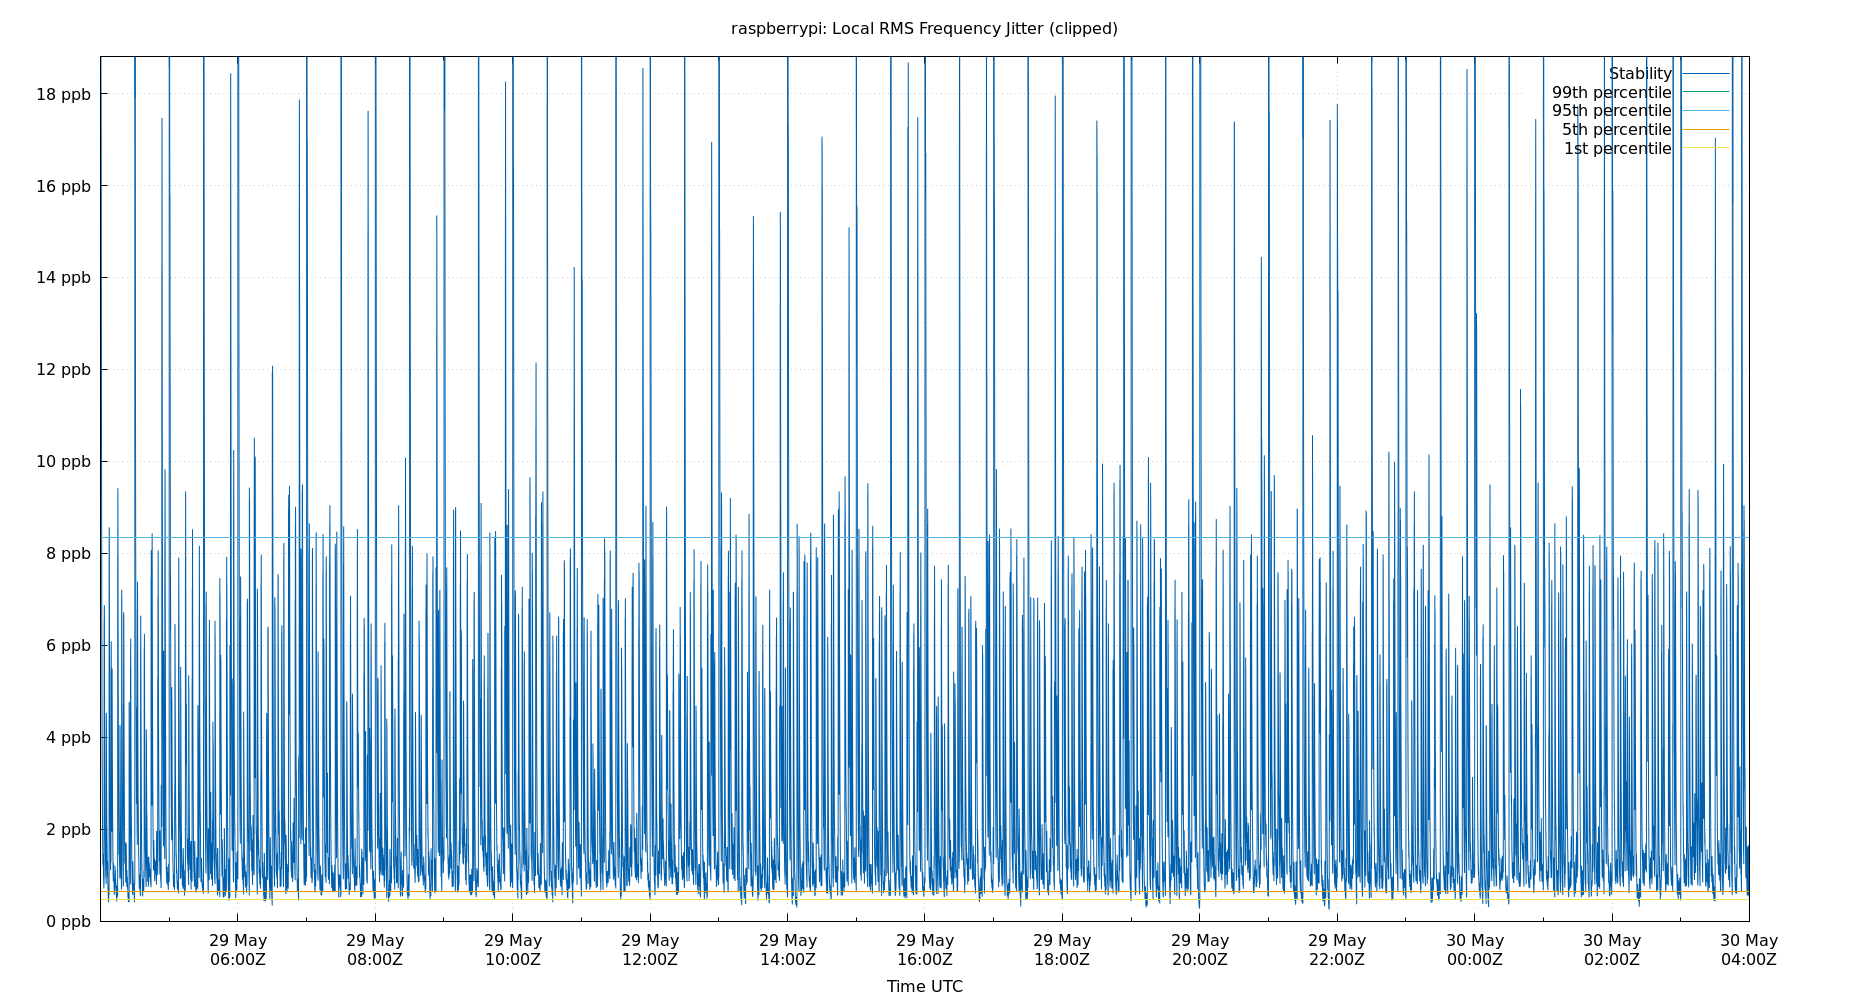 raspberrypi: Local RMS Frequency Jitter (clipped)
Stability
99th percentile
95th percentile
5th percentile
1st percentile
18 ppb
16 ppb
14 ppb
12 ppb
10 ppb
8 ppb
6 ppb
4 ppb
2 ppb
0 ppb
29 May 29 May 29 May 29 May 29 May 29 May 29 May 29 May 29 May 30 May 30 May 30 May
06:00Z 08:00Z 10:00Z 12:00Z 14:00Z 16:00Z 18:00Z 20:00Z 22:00Z 00:00Z 02:00Z 04:00Z
Time UTC